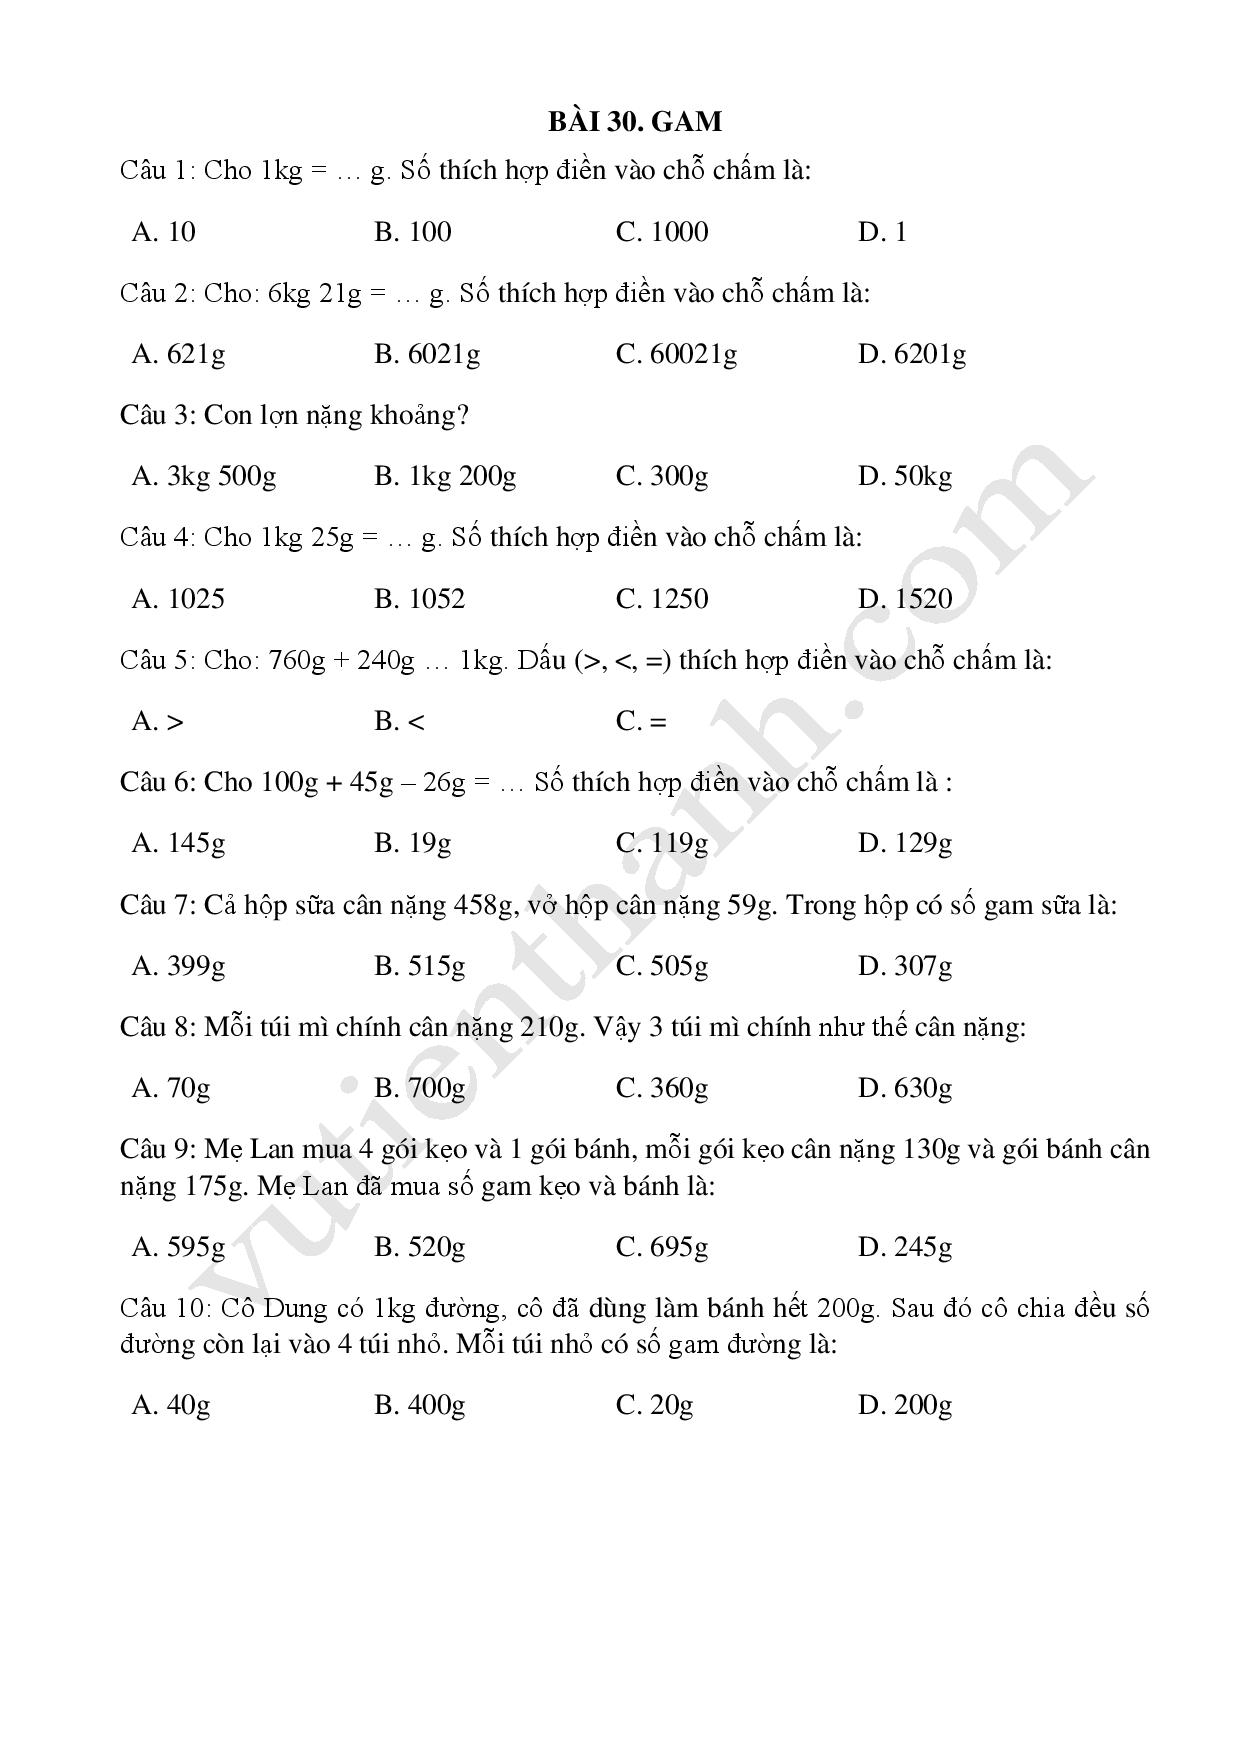 BÀI 30. GAM
Câu 1: Cho 1kg = … g. Số thích hợp điền vào chỗ chấm là:
A. 10 B. 100 C. 1000 D. 1
Câu 2: Cho: 6kg 21g = … g. Số thích hợp điền vào chỗ chấm là:
A. 621g B. 6021g C. 60021g D. 6201g
Câu 3: Con lợn nặng khoảng?
A. 3kg 500g B. 1kg 200g C. 300g D. 50kg
Câu 4: Cho 1kg 25g = … g. Số thích hợp điền vào chỗ chấm là:
A. 1025 B. 1052 C. 1250 D. 1520
Câu 5: Cho: 760g + 240g … 1kg. Dấu (>, <, =) thích hợp điền vào chỗ chấm là:
A. > B. < C. =
Câu 6: Cho 100g + 45g – 26g = … Số thích hợp điền vào chỗ chấm là :
A. 145g B. 19g C. 119g D. 129g
Câu 7: Cả hộp sữa cân nặng 458g, vở hộp cân nặng 59g. Trong hộp có số gam sữa là:
A. 399g B. 515g C. 505g D. 307g
Câu 8: Mỗi túi mì chính cân nặng 210g. Vậy 3 túi mì chính như thế cân nặng:
A. 70g B. 700g C. 360g D. 630g
Câu 9: Mẹ Lan mua 4 gói kẹo và 1 gói bánh, mỗi gói kẹo cân nặng 130g và gói bánh cân
nặng 175g. Mẹ Lan đã mua số gam kẹo và bánh là:
A. 595g B. 520g C. 695g D. 245g
Câu 10: Cô Dung có 1kg đường, cô đã dùng làm bánh hết 200g. Sau đó cô chia đều số
đường còn lại vào 4 túi nhỏ. Mỗi túi nhỏ có số gam đường là:
A. 40g B. 400g C. 20g D. 200g
vutienthanh.com